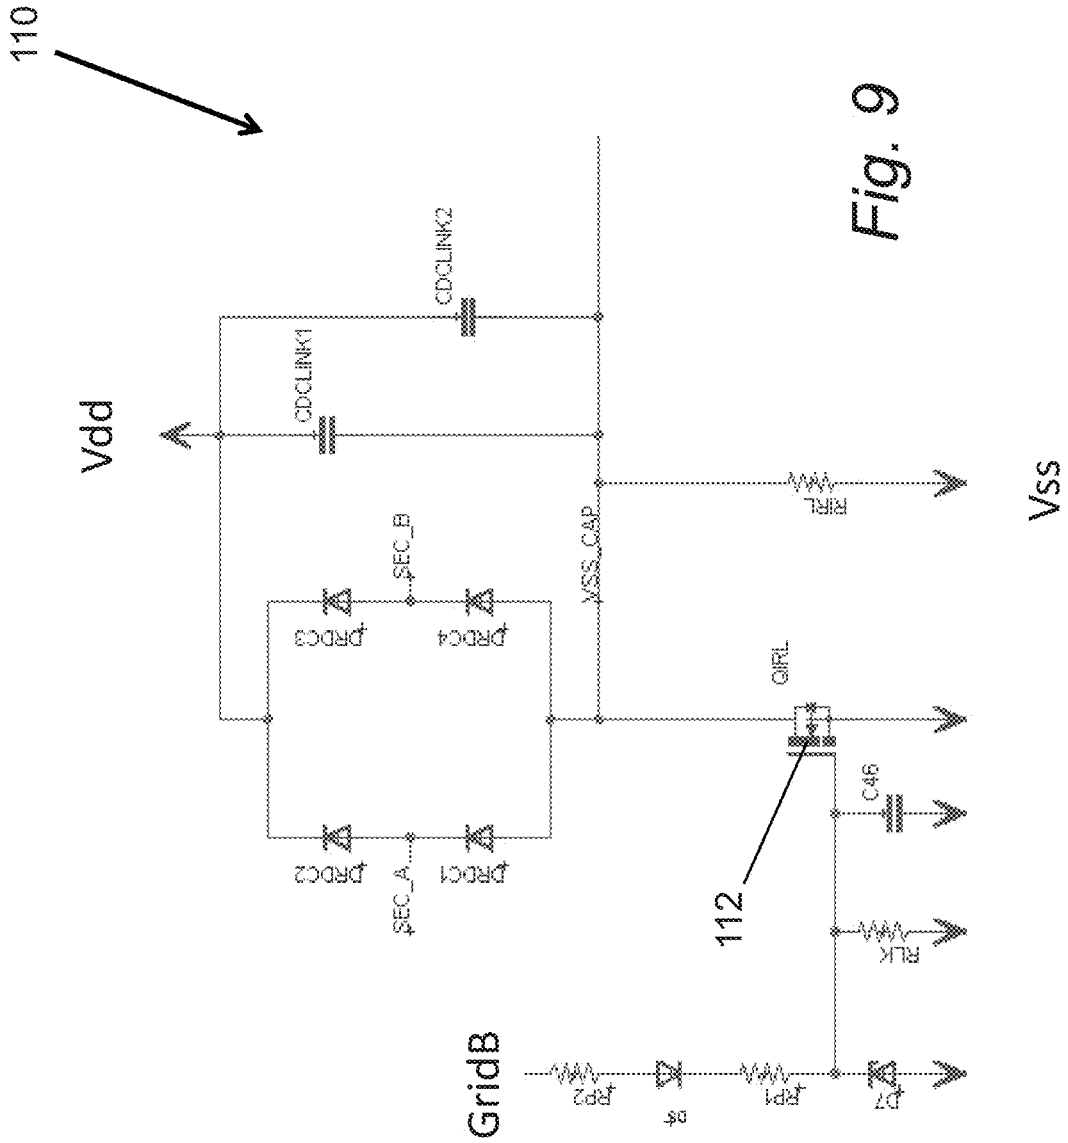 110
Fig. 9
Vdd
CDCLINK2
CDCLINK1
SEC_B
DRDC3
DRDC4
VSS_CAP
RIRL
Vss
QIRL
DRDC2
DRDC1
SEC_A
112
C46
RLK
GridB
RP2
RP1
D7